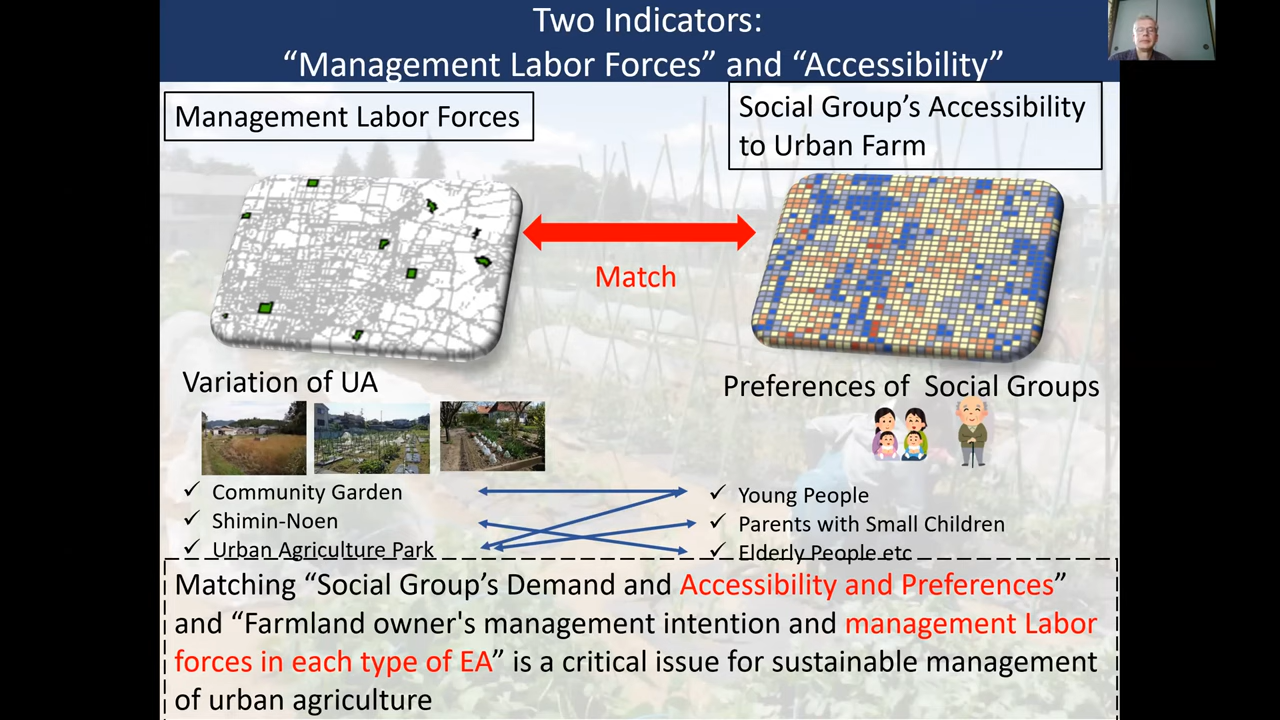 Two Indicators:
“Management Labor Forces” and “Accessibility”
Management Labor Forces
Social Group’s Accessibility
to Urban Farm
Match
Variation of UA
Preferences of Social Groups
✓ Community Garden
✓ Shimin-Noen
✓ Urban Agriculture Park
✓ Young People
✓ Parents with Small Children
✓ Elderly People etc
Matching “Social Group’s Demand and Accessibility and Preferences”
and “Farmland owner's management intention and management Labor
forces in each type of EA” is a critical issue for sustainable management
of urban agriculture